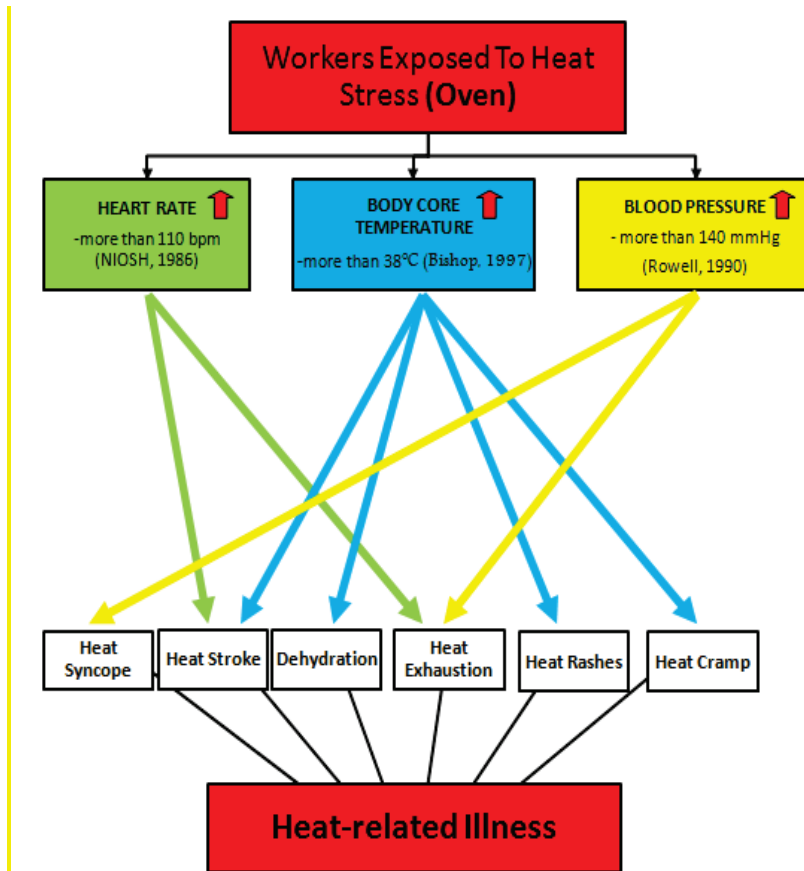 Workers Exposed To Heat
Stress (Oven)
HEART RATE
-more than 110 bpm
(NIOSH, 1986)
BODY CORE
TEMPERATURE
-more than 38°C (Bishop, 1997)
BLOOD PRESSURE
- more than 140 mmHg
(Rowell, 1990)
Heat
Syncope
Heat Stroke
Dehydration
Heat
Exhaustion
Heat Rashes
Heat Cramp
Heat-related Illness